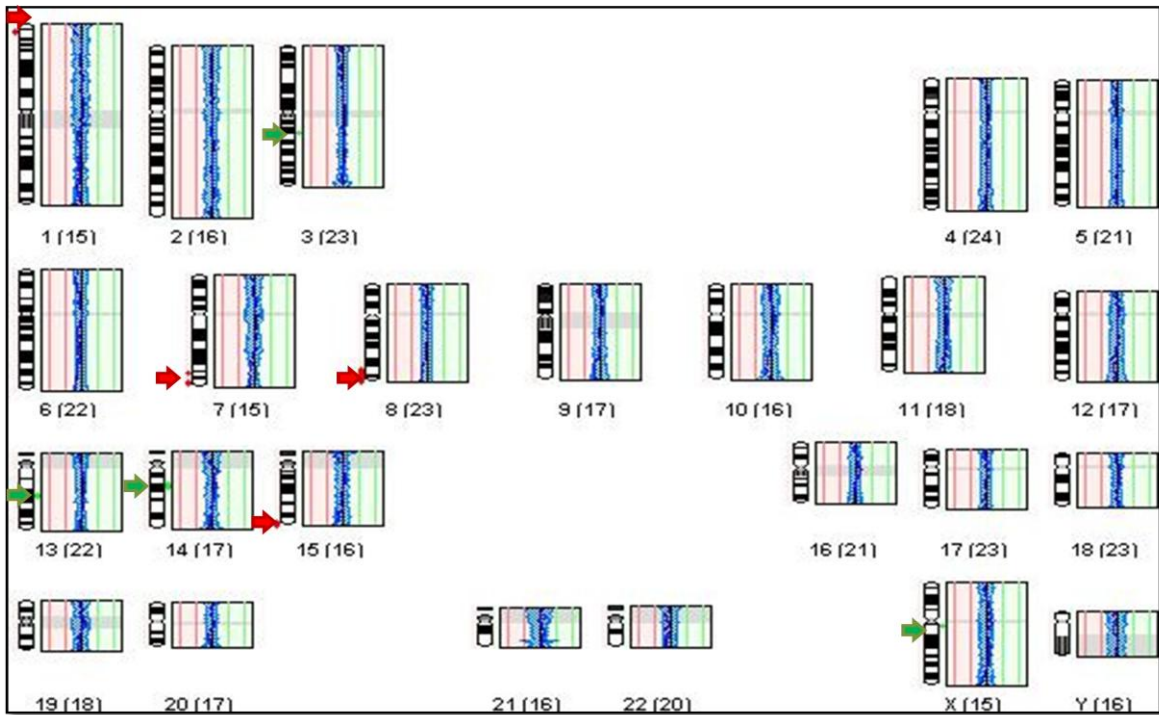 1 (15) 2 (16) 3 (23) 4 (24) 5 (21)
6 (22) 7 (15) 8 (23) 9 (17) 10 (16) 11 (18) 12 (17)
13 (22) 14 (17) 15 (16) 16 (21) 17 (23) 18 (23)
19 (18) 20 (17) 21 (16) 22 (20) X (15) Y (16)